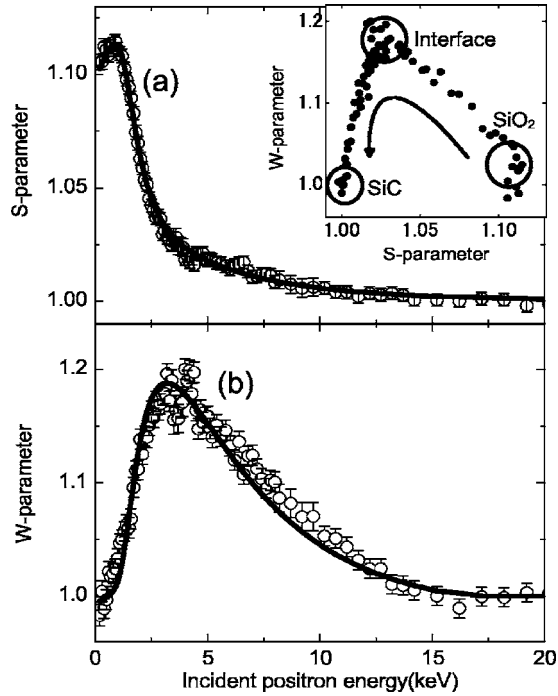 (a)
S-parameter
1.10
1.05
1.00
Interface
SiO₂
SiC
W-parameter
1.2
1.1
1.0
1.00
1.05
1.10
S-parameter
(b)
W-parameter
1.2
1.1
1.0
0
5
10
15
20
Incident positron energy(keV)